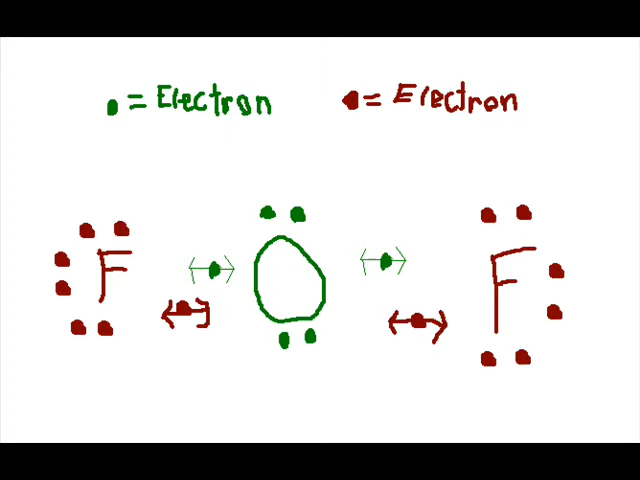 = Electron = Electron
F O F